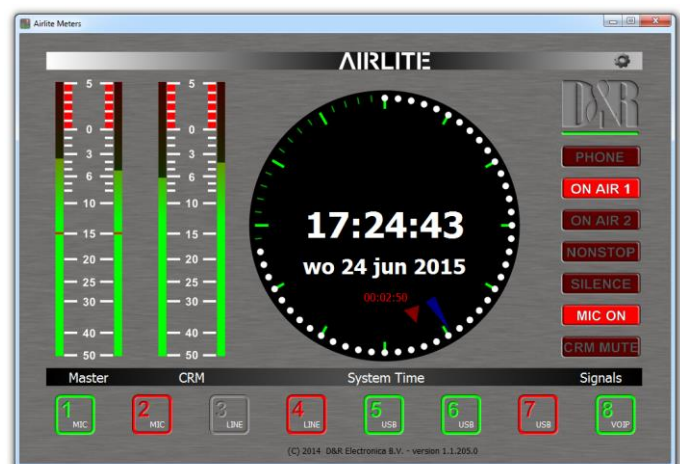 Airlite Meters
AIRLITE
D&R
5 5
0 0
3 3
6 6
10 10
15 15
20 20
25 25
30 30
40 40
50 50
17:24:43
wo 24 jun 2015
00:02:50
PHONE
ON AIR 1
ON AIR 2
NONSTOP
SILENCE
MIC ON
CRM MUTE
Master CRM System Time Signals
1 MIC
2 MIC
3 LINE
4 LINE
5 USB
6 USB
7 USB
8 VOIP
(C) 2014 D&R Electronica B.V. - version 1.1.205.0